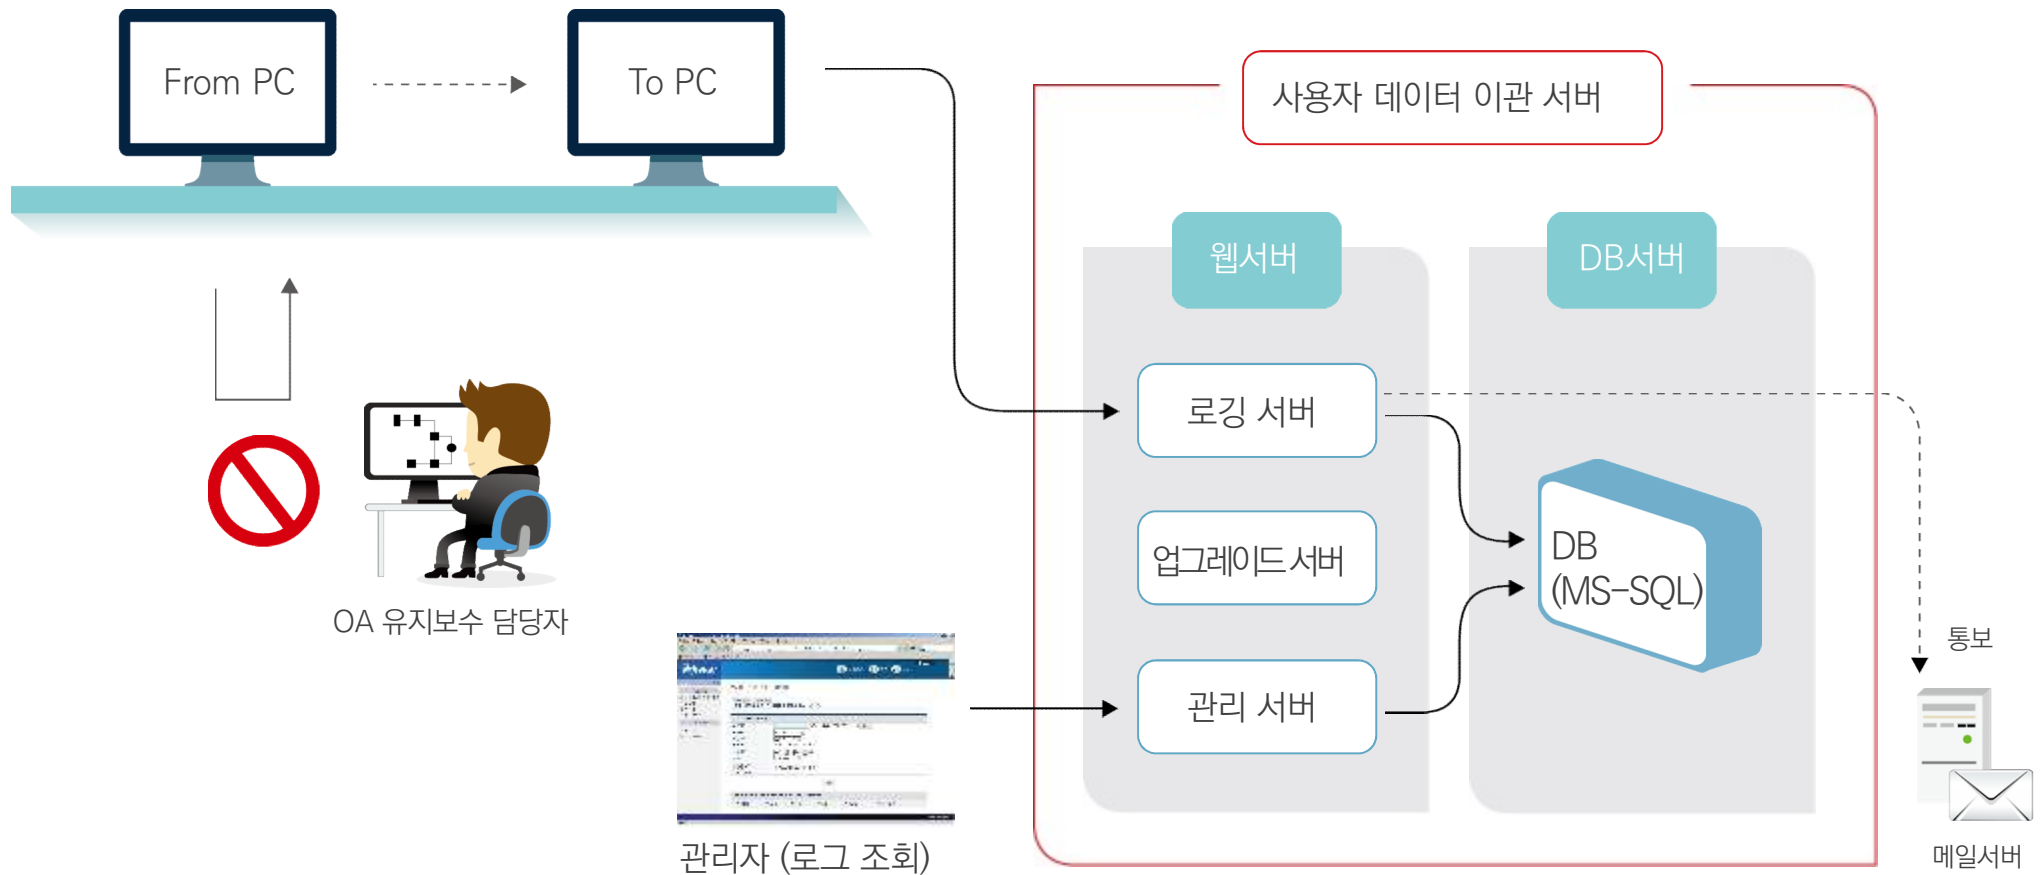 From PC
To PC
사용자 데이터 이관 서버
웹서버
DB서버
로깅 서버
업그레이드 서버
관리 서버
DB
(MS-SQL)
OA 유지보수 담당자
관리자 (로그 조회)
통보
메일서버